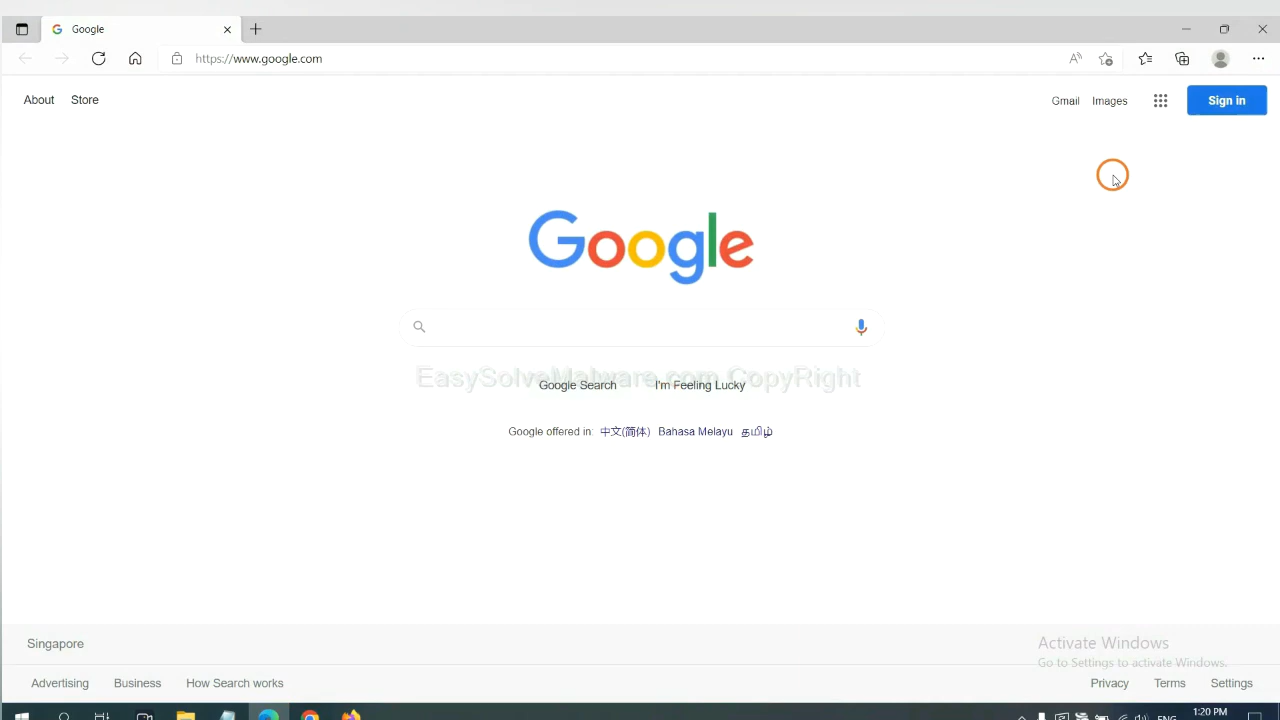 Google
https://www.google.com
About Store
Gmail Images Sign in
Google
EasySolveMalware.com CopyRight
Google Search I'm Feeling Lucky
Google offered in: 中文(简体) Bahasa Melayu தமிழ்
Singapore
Activate Windows
Go to Settings to activate Windows.
Advertising Business How Search works
Privacy Terms Settings
1:20 PM
ENG